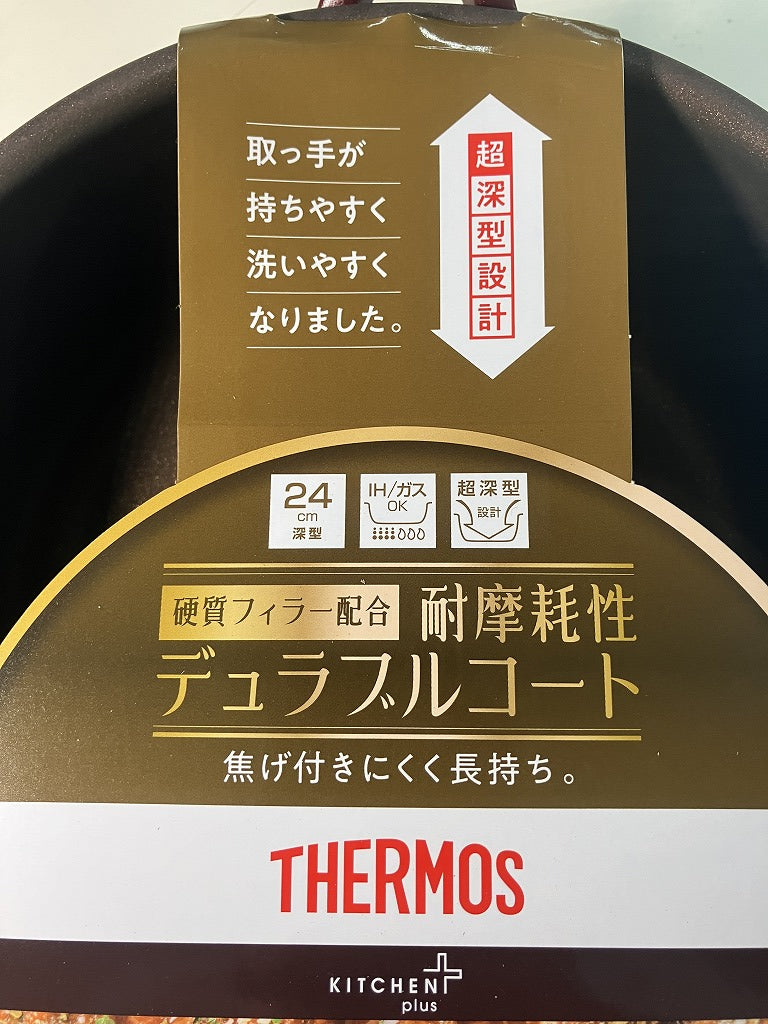 取っ手が
持ちやすく
洗いやすく
なりました。
超深型設計
24
cm
深型
IH/ガス
OK
超深型
設計
硬質フィラー配合 耐摩耗性
デュラブルコート
焦げ付きにくく長持ち。
THERMOS
KITCHEN
plus